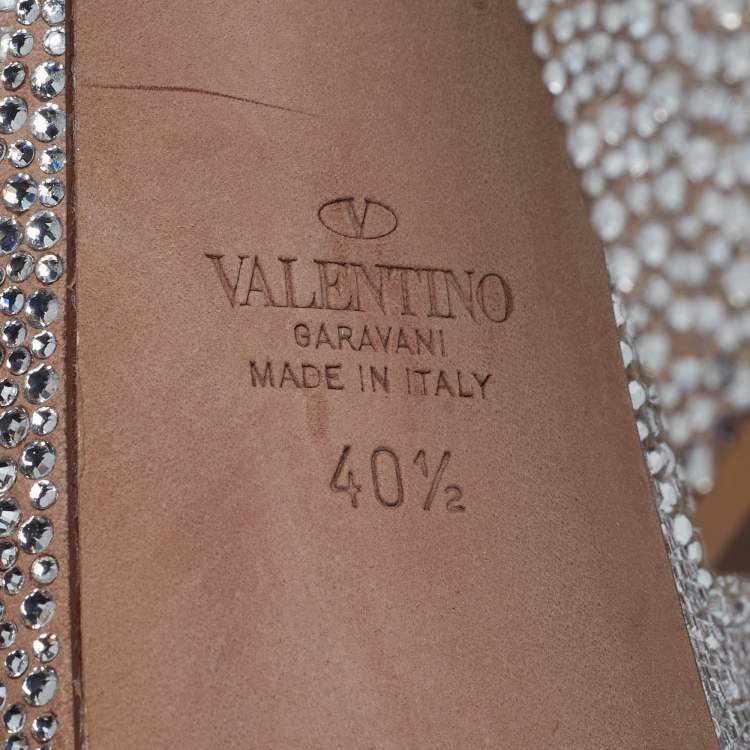 V
VALENTINO
GARAVANI
MADE IN ITALY
40½